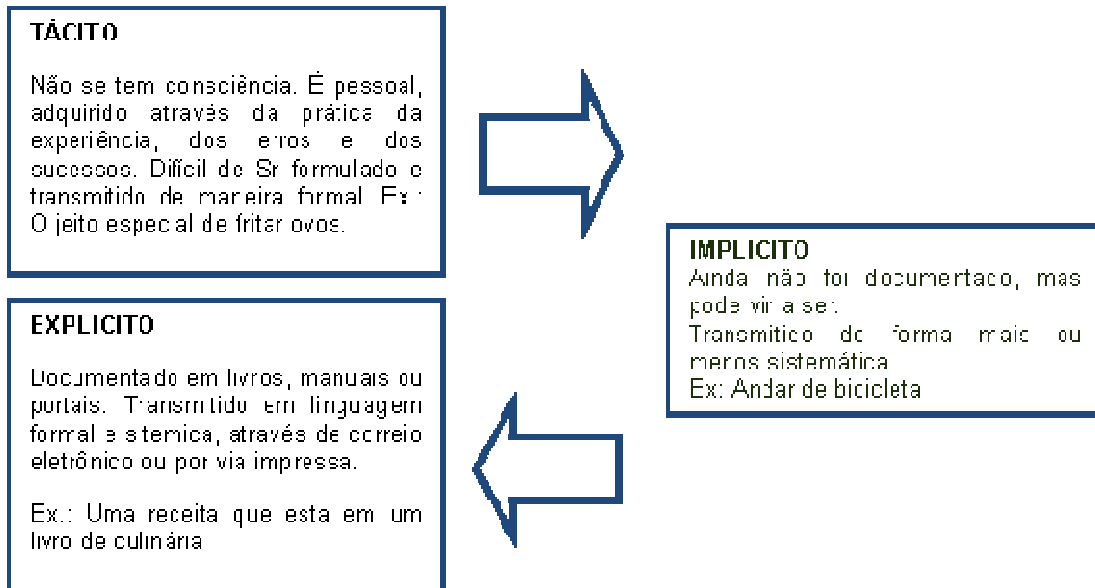 TÁCITO
Não se tem consciência. É pessoal,
adquirido através da prática da
experiência, dos erros e dos
sucessos. Difícil de Sr formulado e
transmitido de maneira formal. Ex.:
O jeito especial de fritar ovos.
EXPLICITO
Documentado em livros, manuais ou
portais. Transmitido em linguagem
formal e sitemica, através de correio
eletrônico ou por via impressa.
Ex.: Uma receita que esta em um
livro de culinária
IMPLICITO
Ainda não foi documentado, mas
pode vir a ser.
Transmitido de forma mais ou
menos sistemática
Ex: Andar de bicicleta